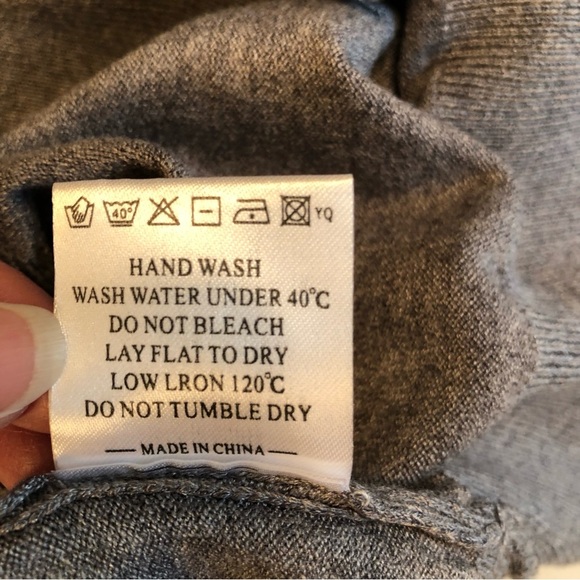 40° YQ
HAND WASH
WASH WATER UNDER 40°C
DO NOT BLEACH
LAY FLAT TO DRY
LOW LRON 120°C
DO NOT TUMBLE DRY
MADE IN CHINA